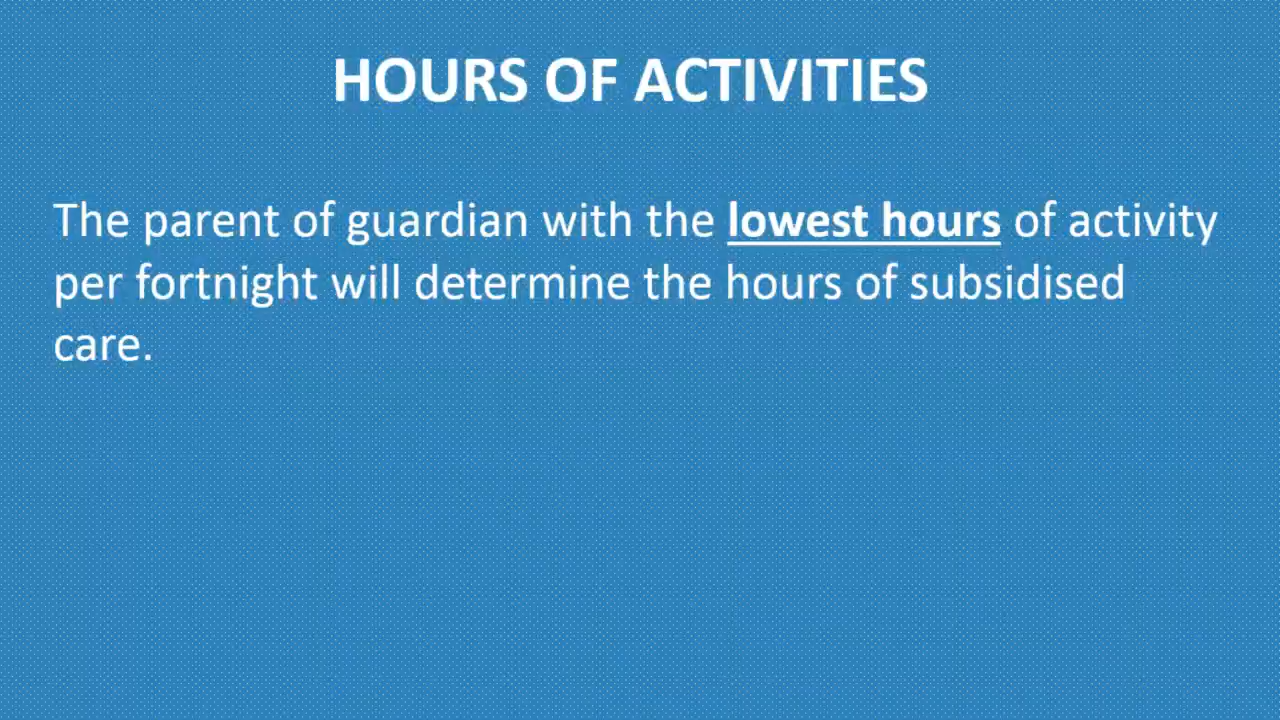 HOURS OF ACTIVITIES
The parent of guardian with the lowest hours of activity
per fortnight will determine the hours of subsidised
care.